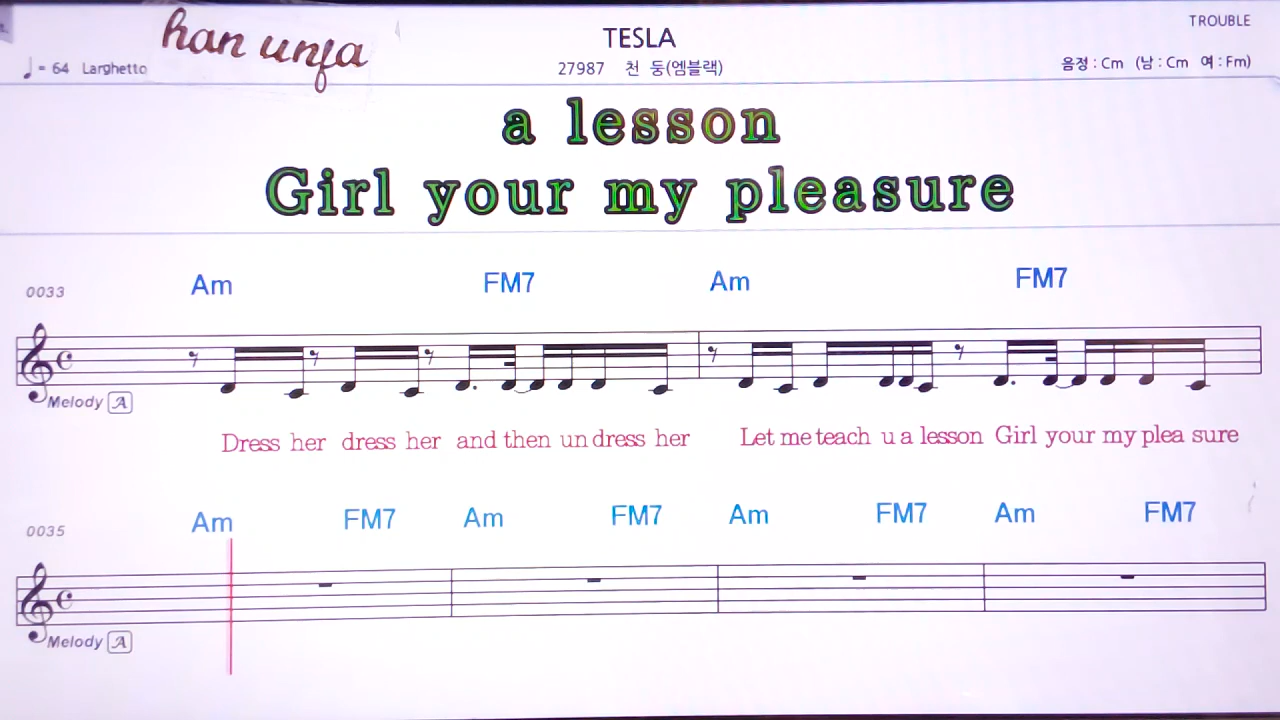 TROUBLE
han unfa
TESLA
♩= 64 Larghetto
27987 천 둥(엠블랙)
음정 : Cm (남 : Cm 여 : Fm)
a lesson
Girl your my pleasure
0033 Am FM7 Am FM7
Melody A
Dress her dress her and then un dress her Let me teach u a lesson Girl your my plea sure
0035 Am FM7 Am FM7 Am FM7 Am FM7
Melody A